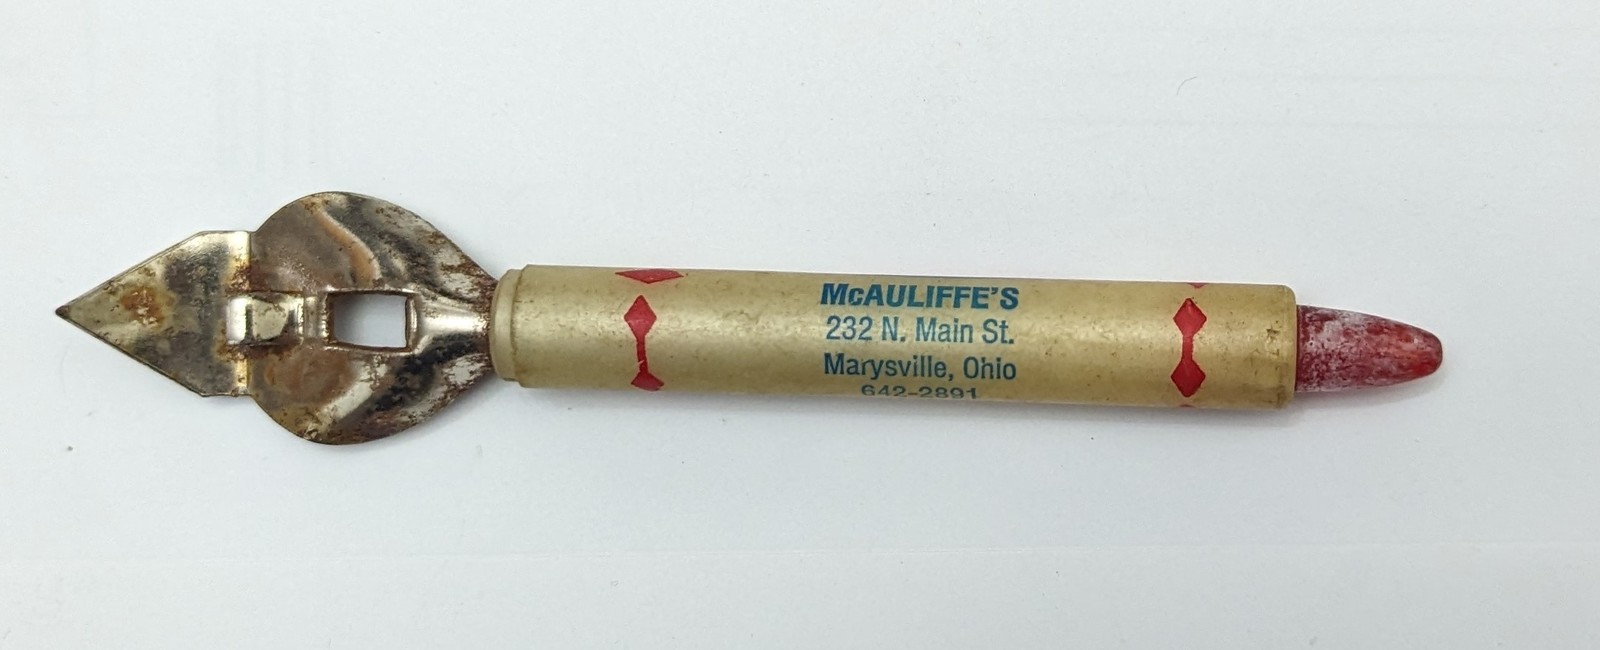 McAULIFFE'S
232 N. Main St.
Marysville, Ohio
642-2891